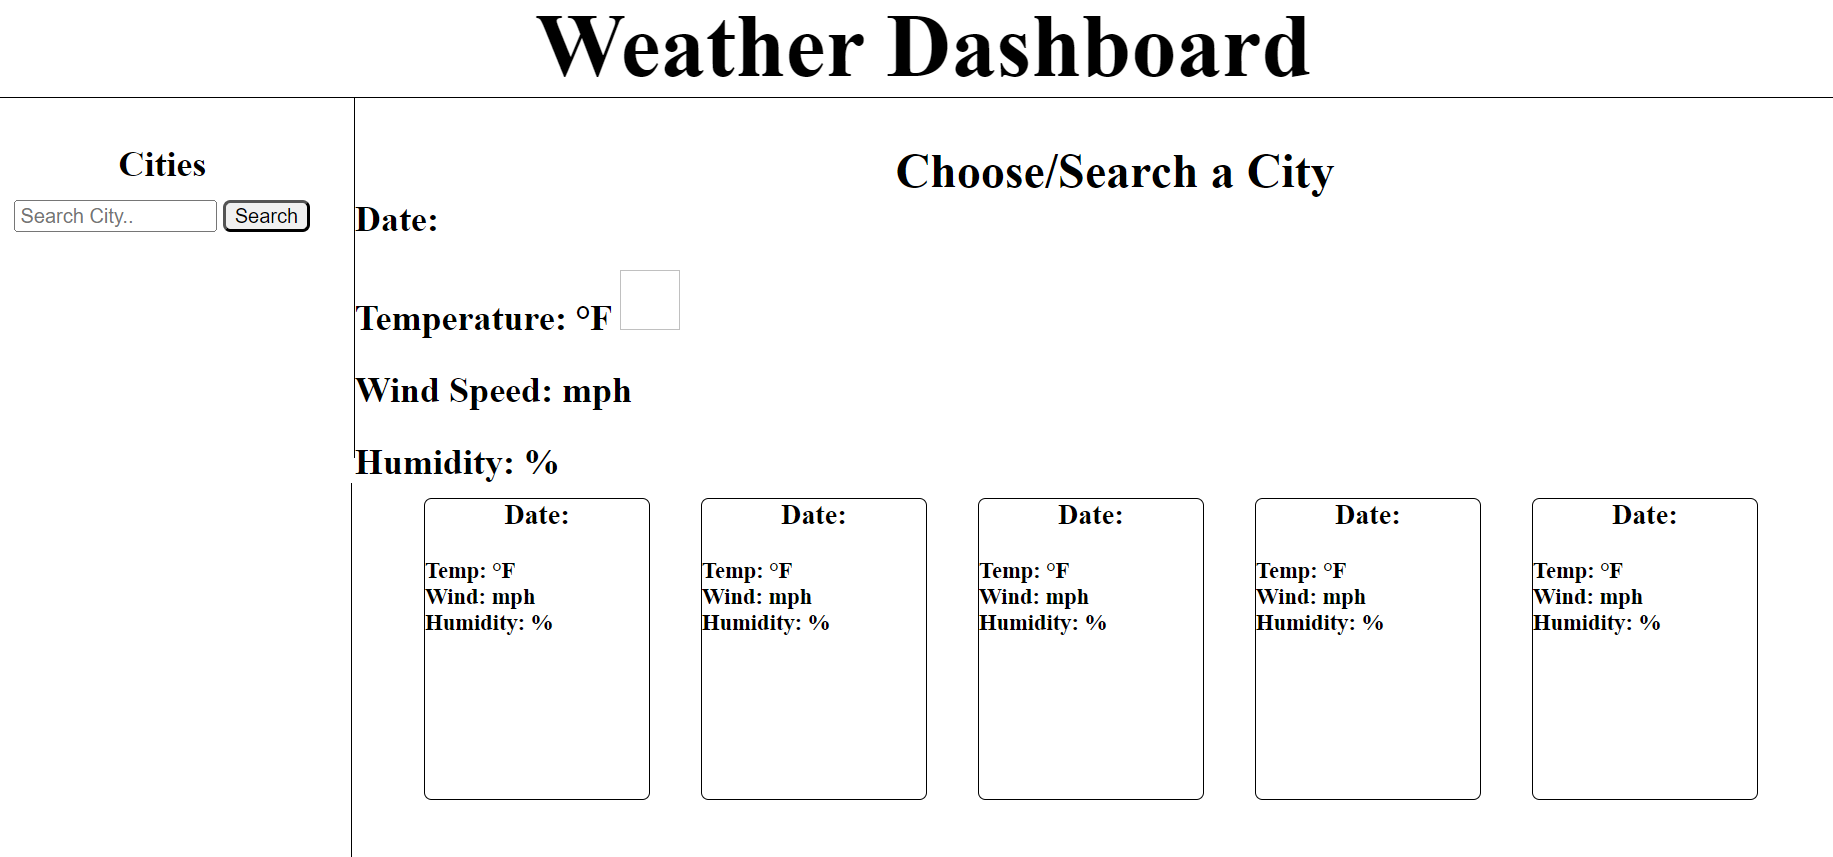 Weather Dashboard
Cities
Search City.. Search
Choose/Search a City
Date:
Temperature: °F
Wind Speed: mph
Humidity: %
Date:
Temp: °F
Wind: mph
Humidity: %
Date:
Temp: °F
Wind: mph
Humidity: %
Date:
Temp: °F
Wind: mph
Humidity: %
Date:
Temp: °F
Wind: mph
Humidity: %
Date:
Temp: °F
Wind: mph
Humidity: %